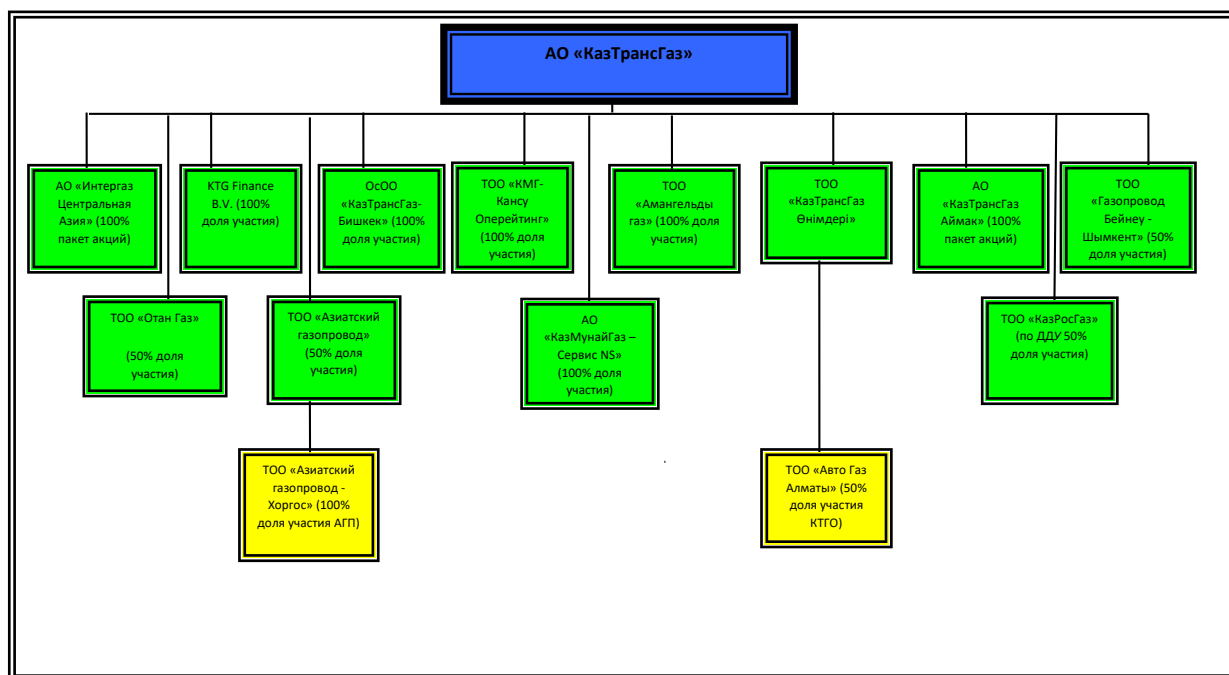 АО «КазТрансГаз»
АО «Интергаз
Центральная
Азия» (100%
пакет акций)
KTG Finance
B.V. (100%
доля участия)
ОсОО
«КазТрансГаз-
Бишкек» (100%
доля участия)
ТОО «КМГ-
Кансу
Оперейтинг»
(100% доля
участия)
ТОО
«Амангельды
газ» (100% доля
участия)
ТОО
«КазТрансГаз
Өнімдері»
АО
«КазТрансГаз
Аймак» (100%
пакет акций)
ТОО
«Газопровод
Бейнеу -
Шымкент» (50%
доля участия)
ТОО «Отан Газ»
(50% доля
участия)
ТОО «Азиатский
газопровод»
(50% доля
участия)
АО
«КазМунайГаз –
Сервис NS»
(100% доля
участия)
ТОО «КазРосГаз»
(по ДДУ 50%
доля участия)
ТОО «Азиатский
газопровод -
Хоргос» (100%
доля участия АГП)
ТОО «Авто Газ
Алматы» (50%
доля участия
КТГО)